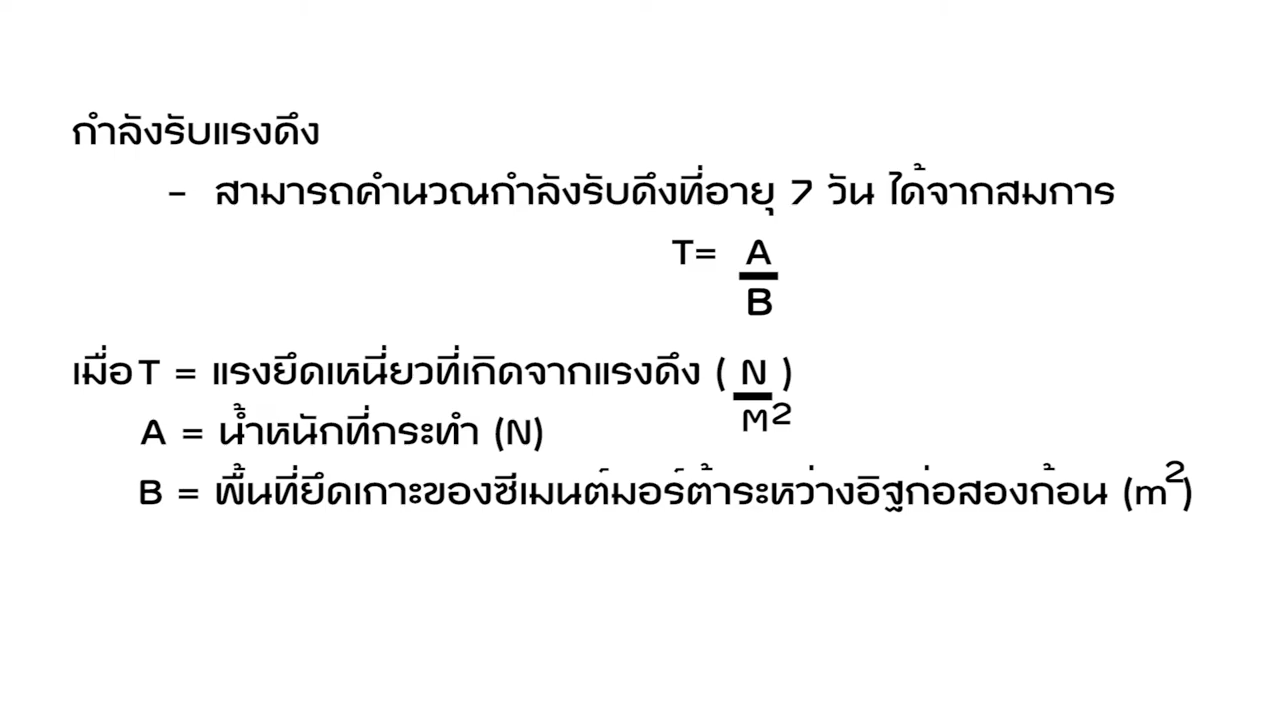 กำลังรับแรงดึง
- สามารถคำนวณกำลังรับดึงที่อายุ 7 วัน ได้จากสมการ
T= A
B
เมื่อ T = แรงยึดเหนี่ยวที่เกิดจากแรงดึง ( N )
M2
A = น้ำหนักที่กระทำ (N)
B = พื้นที่ยึดเกาะของซีเมนต์มอร์ต้าระหว่างอิฐก่อสองก้อน (m2)